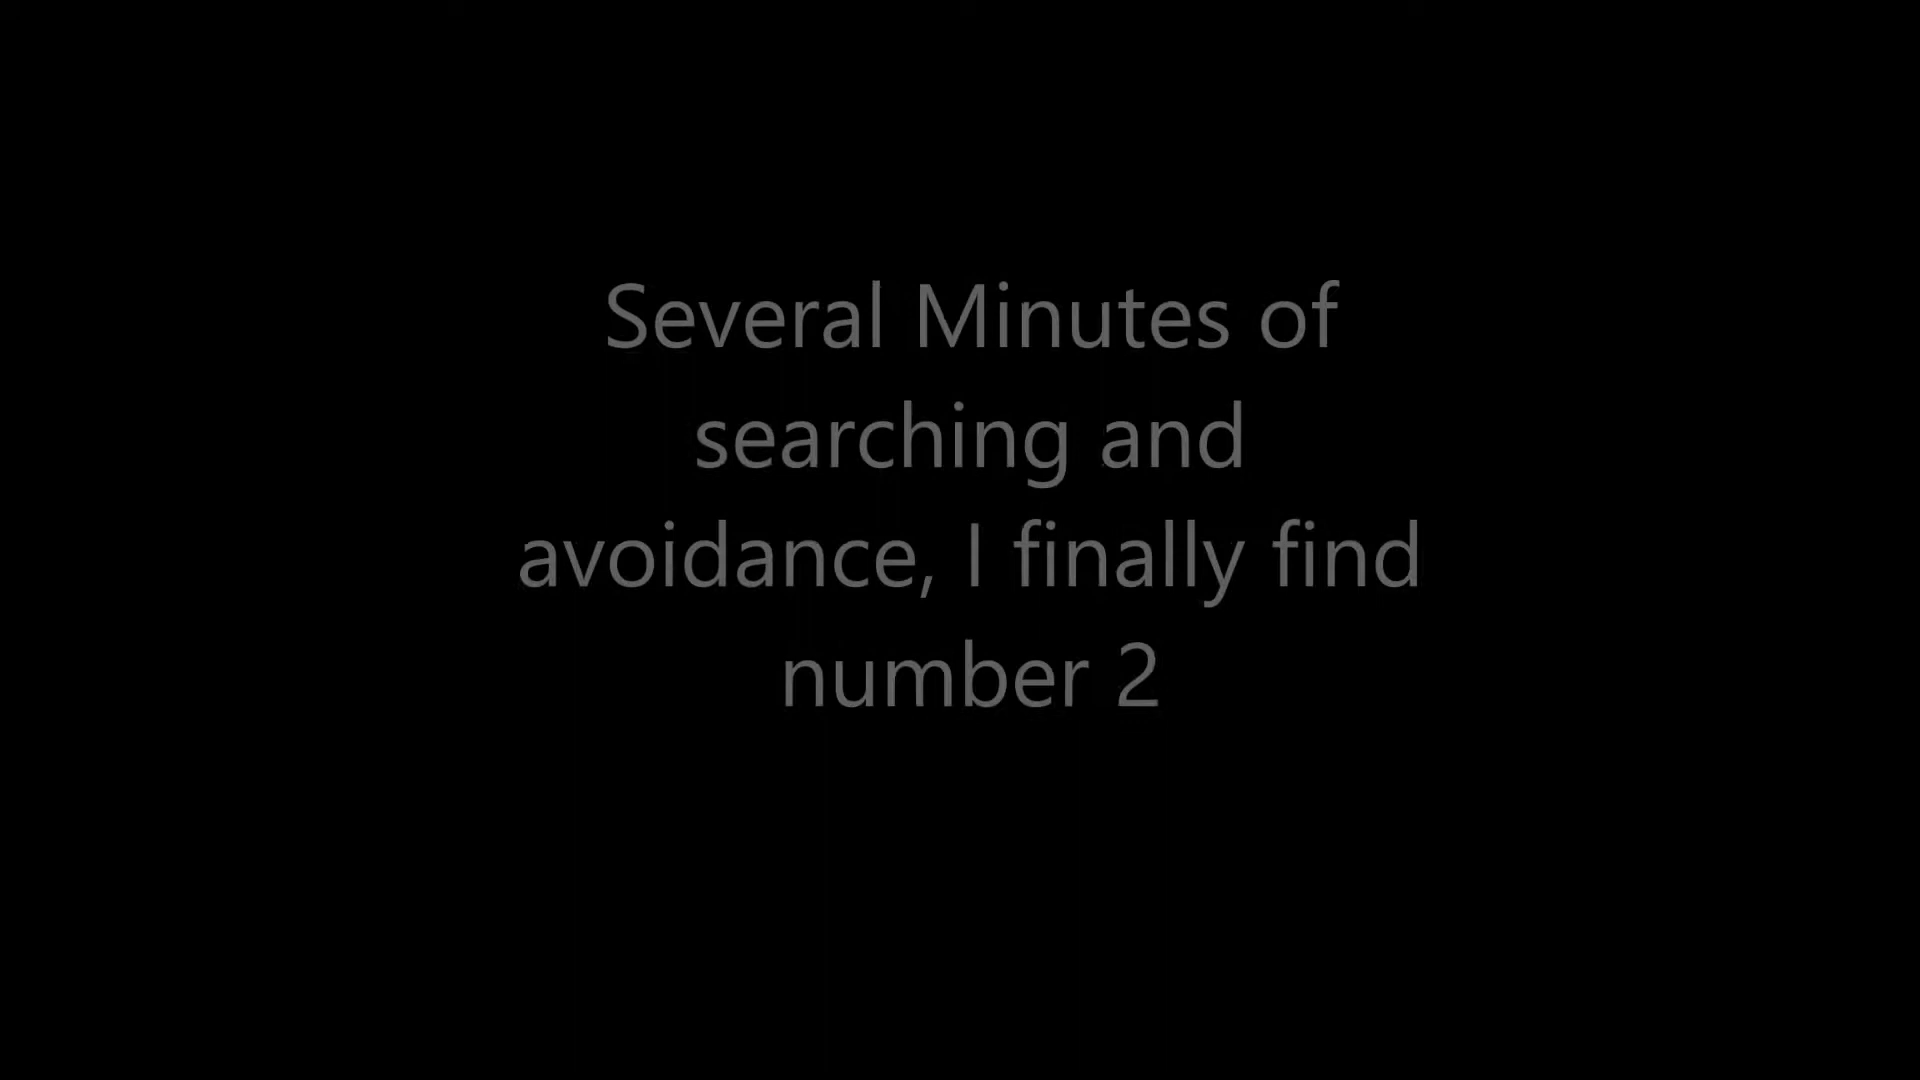 Several Minutes of
searching and
avoidance, I finally find
number 2